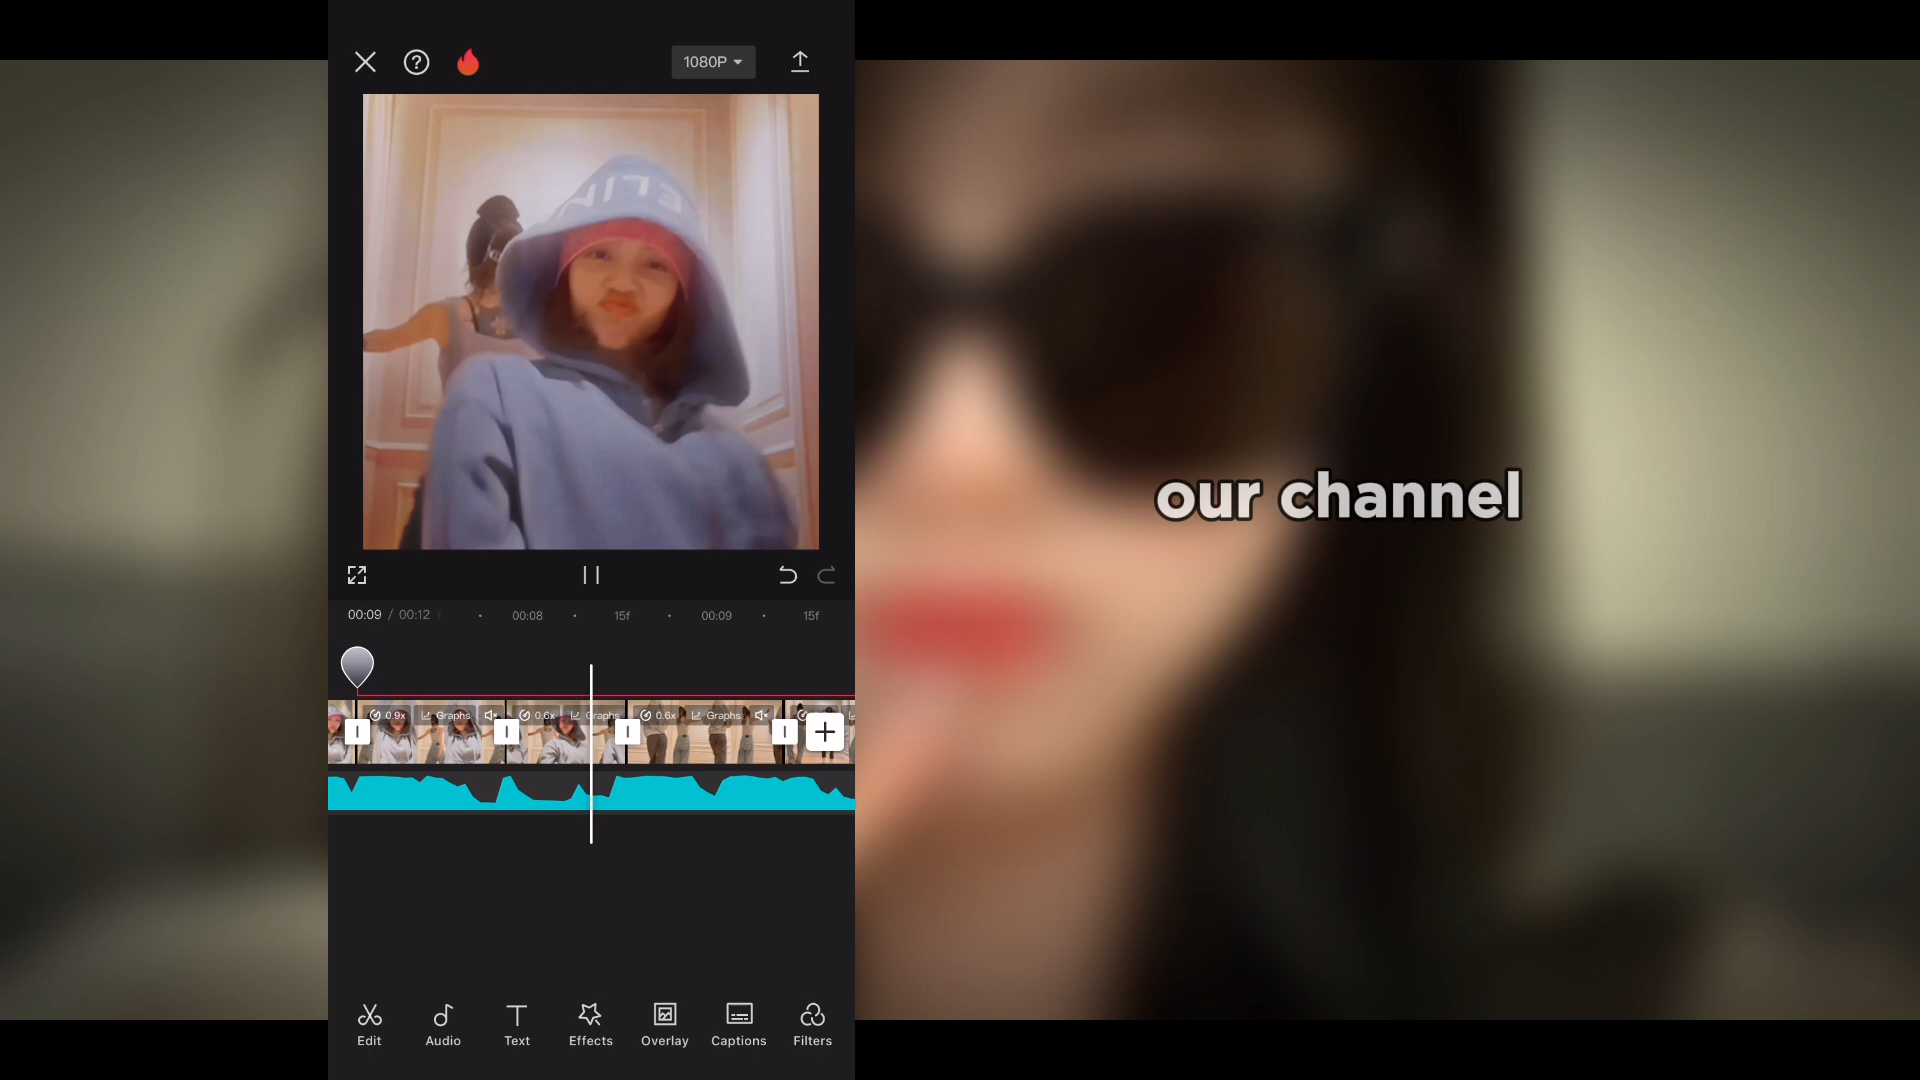 ?
1080P
our channel
00:09 / 00:12
00:08
15f
00:09
15f
0.9x
Graphs
0.6x
Graphs
0.6x
Graphs
Edit
Audio
Text
Effects
Overlay
Captions
Filters